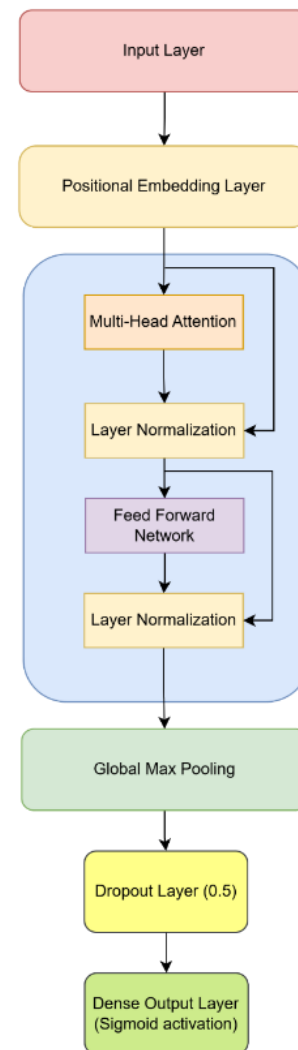 Input Layer
Positional Embedding Layer
Multi-Head Attention
Layer Normalization
Feed Forward
Network
Layer Normalization
Global Max Pooling
Dropout Layer (0.5)
Dense Output Layer
(Sigmoid activation)